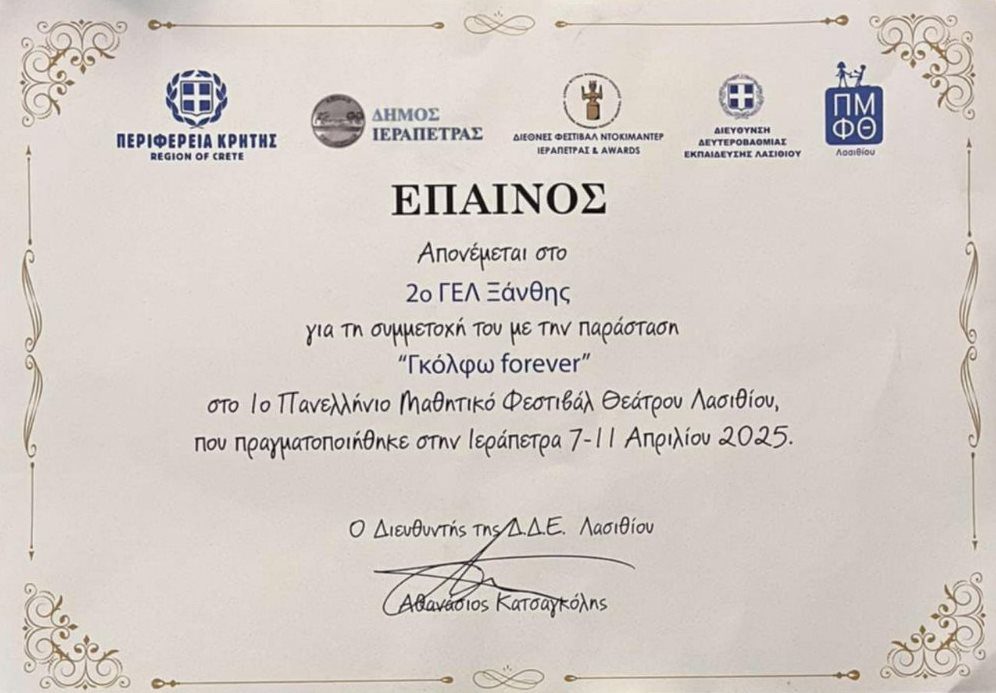 ΠΕΡΙΦΕΡΕΙΑ ΚΡΗΤΗΣ
REGION OF CRETE
ΔΗΜΟΣ
ΙΕΡΑΠΕΤΡΑΣ
ΔΙΕΘΝΕΣ ΦΕΣΤΙΒΑΛ ΝΤΟΚΙΜΑΝΤΕΡ
ΙΕΡΑΠΕΤΡΑΣ & AWARDS
ΔΙΕΥΘΥΝΣΗ
ΔΕΥΤΕΡΟΒΑΘΜΙΑΣ
ΕΚΠΑΙΔΕΥΣΗΣ ΛΑΣΙΘΙΟΥ
ΠΜ
ΦΘ
Λασιθίου
ΕΠΑΙΝΟΣ
Απονέμεται στο
2ο ΓΕΛ Ξάνθης
για τη συμμετοχή του με την παράσταση
“Γκόλφω forever”
στο 1ο Πανελλήνιο Μαθητικό Φεστιβάλ Θεάτρου Λασιθίου,
που πραγματοποιήθηκε στην Ιεράπετρα 7-11 Απριλίου 2025.
Ο Διευθυντής της Δ.Δ.Ε. Λασιθίου
Αθανάσιος Κατσαγκόλης